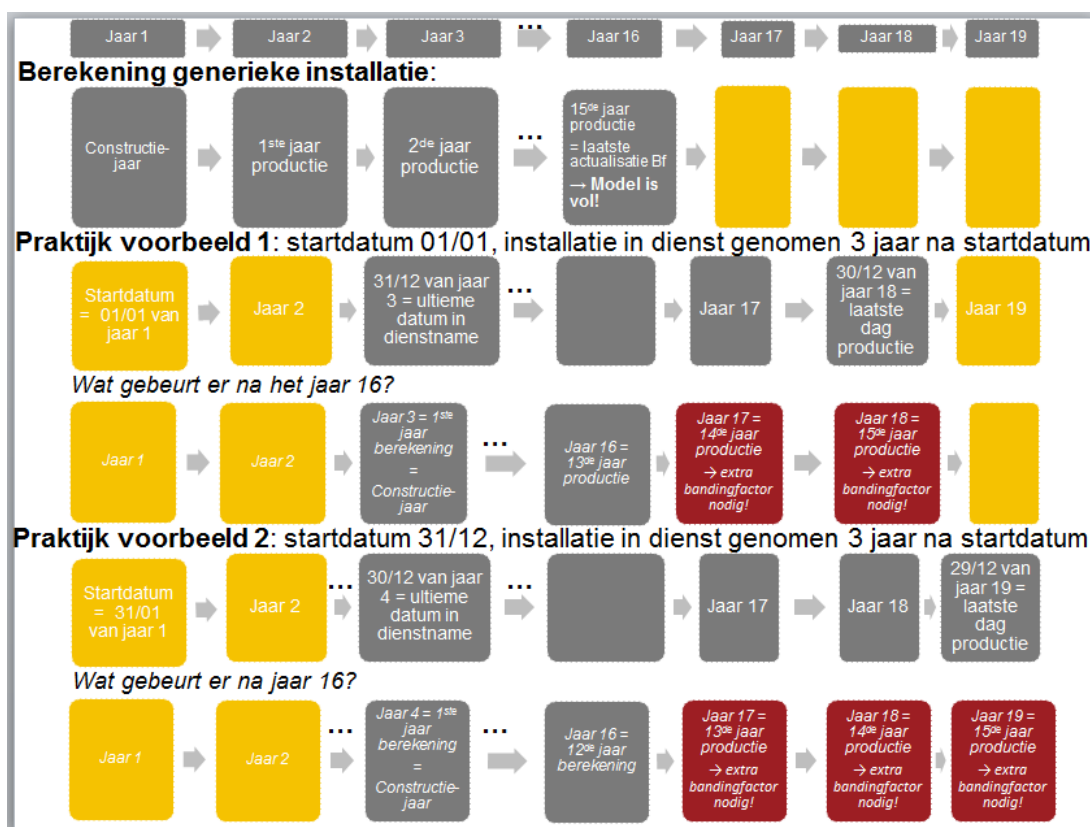 Jaar 1
Jaar 2
Jaar 3
...
Jaar 16
Jaar 17
Jaar 18
Jaar 19
Berekening generieke installatie:
Constructie-
jaar
1ste jaar
productie
2de jaar
productie
...
15de jaar
productie
= laatste
actualisatie Bf
→ Model is
vol!
Praktijk voorbeeld 1: startdatum 01/01, installatie in dienst genomen 3 jaar na startdatum
Startdatum
= 01/01 van
jaar 1
Jaar 2
31/12 van jaar
3 = ultieme
datum in
dienstname
...
Jaar 17
30/12 van
jaar 18 =
laatste
dag
productie
Jaar 19
Wat gebeurt er na het jaar 16?
Jaar 1
Jaar 2
Jaar 3 = 1ste
jaar
berekening
=
Constructie-
jaar
...
Jaar 16 =
13de jaar
productie
Jaar 17 =
14de jaar
productie
→ extra
bandingfactor
nodig!
Jaar 18 =
15de jaar
productie
→ extra
bandingfactor
nodig!
Praktijk voorbeeld 2: startdatum 31/12, installatie in dienst genomen 3 jaar na startdatum
Startdatum
= 31/01
van jaar 1
Jaar 2
...
30/12 van jaar
4 = ultieme
datum in
dienstname
...
Jaar 17
Jaar 18
29/12 van
jaar 19 =
laatste
dag
productie
Wat gebeurt er na jaar 16?
Jaar 1
Jaar 2
...
Jaar 4 = 1ste
jaar
berekening
=
Constructie-
jaar
...
Jaar 16 =
12de jaar
berekening
Jaar 17 =
13de jaar
productie
→ extra
bandingfactor
nodig!
Jaar 18 =
14de jaar
productie
→ extra
bandingfactor
nodig!
Jaar 19 =
15de jaar
productie
→ extra
bandingfactor
nodig!